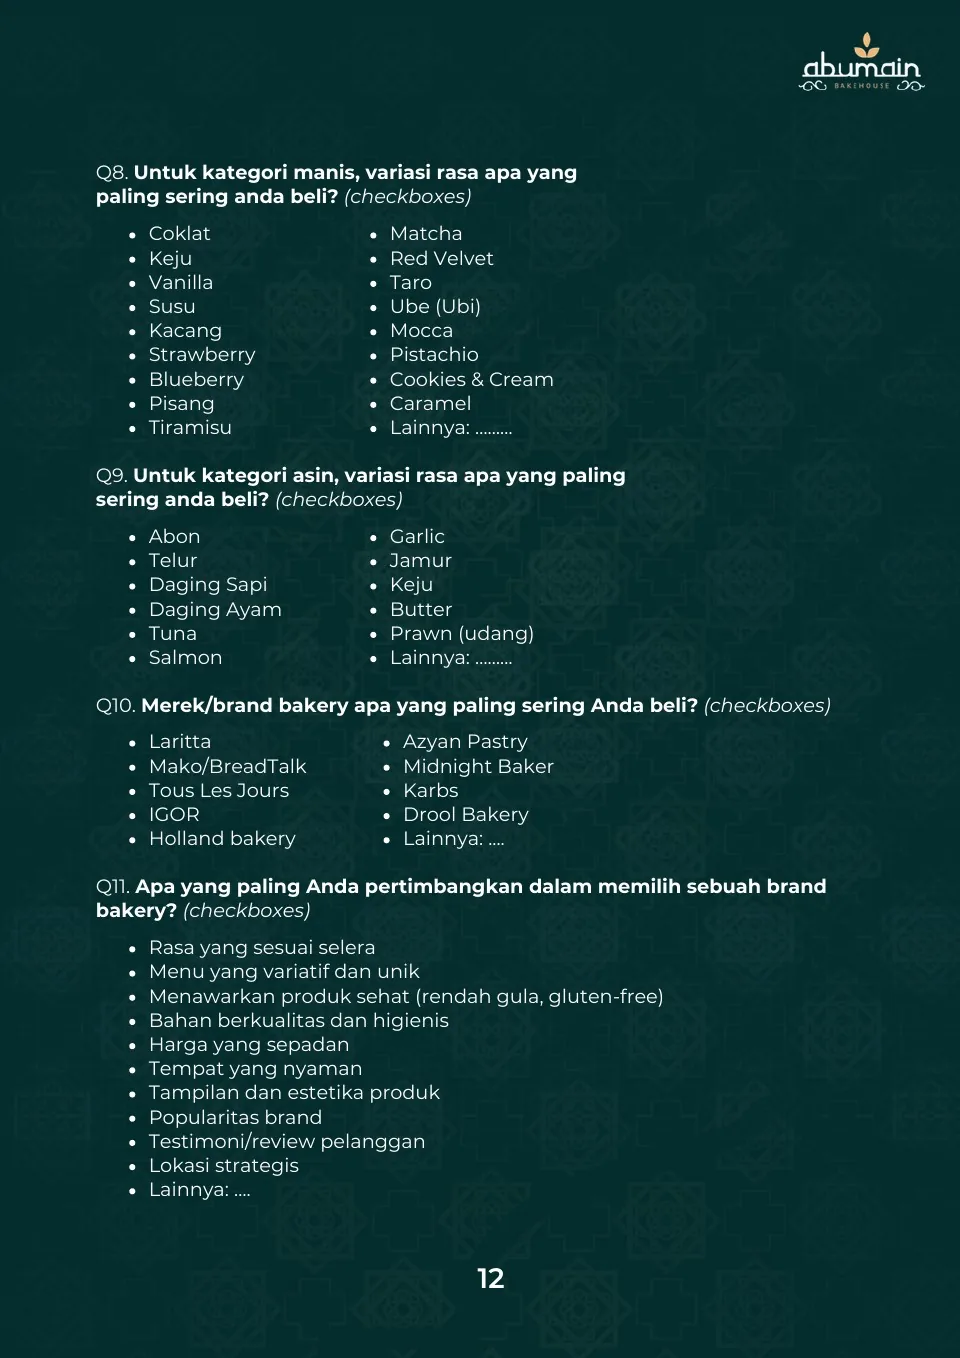 abumain
BAKEHOUSE
Q8. Untuk kategori manis, variasi rasa apa yang
paling sering anda beli? (checkboxes)
• Coklat
• Keju
• Vanilla
• Susu
• Kacang
• Strawberry
• Blueberry
• Pisang
• Tiramisu
• Matcha
• Red Velvet
• Taro
• Ube (Ubi)
• Mocca
• Pistachio
• Cookies & Cream
• Caramel
• Lainnya: .........
Q9. Untuk kategori asin, variasi rasa apa yang paling
sering anda beli? (checkboxes)
• Abon
• Telur
• Daging Sapi
• Daging Ayam
• Tuna
• Salmon
• Garlic
• Jamur
• Keju
• Butter
• Prawn (udang)
• Lainnya: .........
Q10. Merek/brand bakery apa yang paling sering Anda beli? (checkboxes)
• Laritta
• Mako/BreadTalk
• Tous Les Jours
• IGOR
• Holland bakery
• Azyan Pastry
• Midnight Baker
• Karbs
• Drool Bakery
• Lainnya: ....
Q11. Apa yang paling Anda pertimbangkan dalam memilih sebuah brand
bakery? (checkboxes)
• Rasa yang sesuai selera
• Menu yang variatif dan unik
• Menawarkan produk sehat (rendah gula, gluten-free)
• Bahan berkualitas dan higienis
• Harga yang sepadan
• Tempat yang nyaman
• Tampilan dan estetika produk
• Popularitas brand
• Testimoni/review pelanggan
• Lokasi strategis
• Lainnya: ....
12